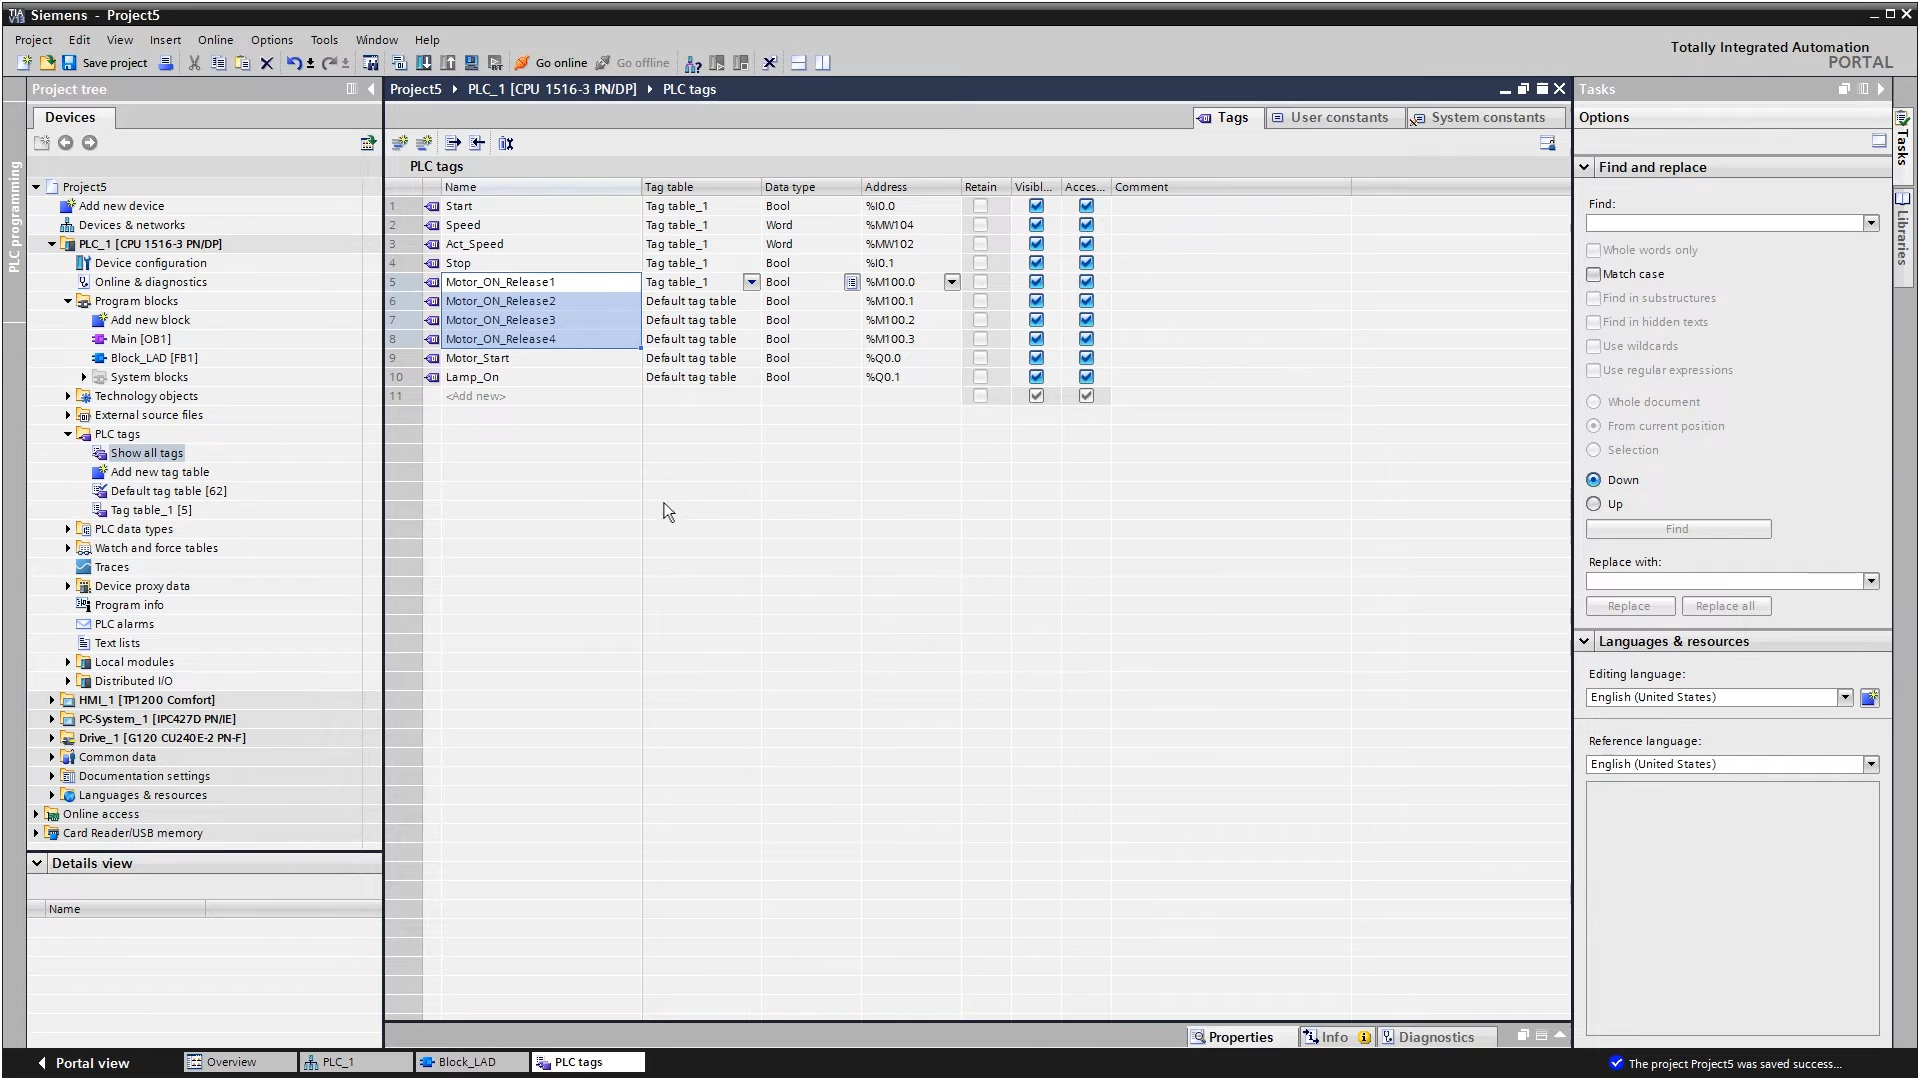 Siemens - Project5
Project Edit View Insert Online Options Tools Window Help
Totally Integrated Automation
PORTAL
Save project Go online Go offline
Project tree
Project5 PLC_1 [CPU 1516-3 PN/DP] PLC tags
Tasks
Devices
Tags User constants System constants
Options
PLC programming
Tasks
Libraries
PLC tags
Find and replace
Name Tag table Data type Address Retain Visibl... Acces... Comment
1 Start Tag table_1 Bool %I0.0
2 Speed Tag table_1 Word %MW104
3 Act_Speed Tag table_1 Word %MW102
4 Stop Tag table_1 Bool %I0.1
5 Motor_ON_Release1 Tag table_1 Bool %M100.0
6 Motor_ON_Release2 Default tag table Bool %M100.1
7 Motor_ON_Release3 Default tag table Bool %M100.2
8 Motor_ON_Release4 Default tag table Bool %M100.3
9 Motor_Start Default tag table Bool %Q0.0
10 Lamp_On Default tag table Bool %Q0.1
11 <Add new>
Project5
Add new device
Devices & networks
PLC_1 [CPU 1516-3 PN/DP]
Device configuration
Online & diagnostics
Program blocks
Add new block
Main [OB1]
Block_LAD [FB1]
System blocks
Technology objects
External source files
PLC tags
Show all tags
Add new tag table
Default tag table [62]
Tag table_1 [5]
PLC data types
Watch and force tables
Traces
Device proxy data
Program info
PLC alarms
Text lists
Local modules
Distributed I/O
HMI_1 [TP1200 Comfort]
PC-System_1 [IPC427D PN/IE]
Drive_1 [G120 CU240E-2 PN-F]
Common data
Documentation settings
Languages & resources
Online access
Card Reader/USB memory
Details view
Name
Find:
Whole words only
Match case
Find in substructures
Find in hidden texts
Use wildcards
Use regular expressions
Whole document
From current position
Selection
Down
Up
Find
Replace with:
Replace Replace all
Languages & resources
Editing language:
English (United States)
Reference language:
English (United States)
Properties Info Diagnostics
Portal view Overview PLC_1 Block_LAD PLC tags
The project Project5 was saved success...